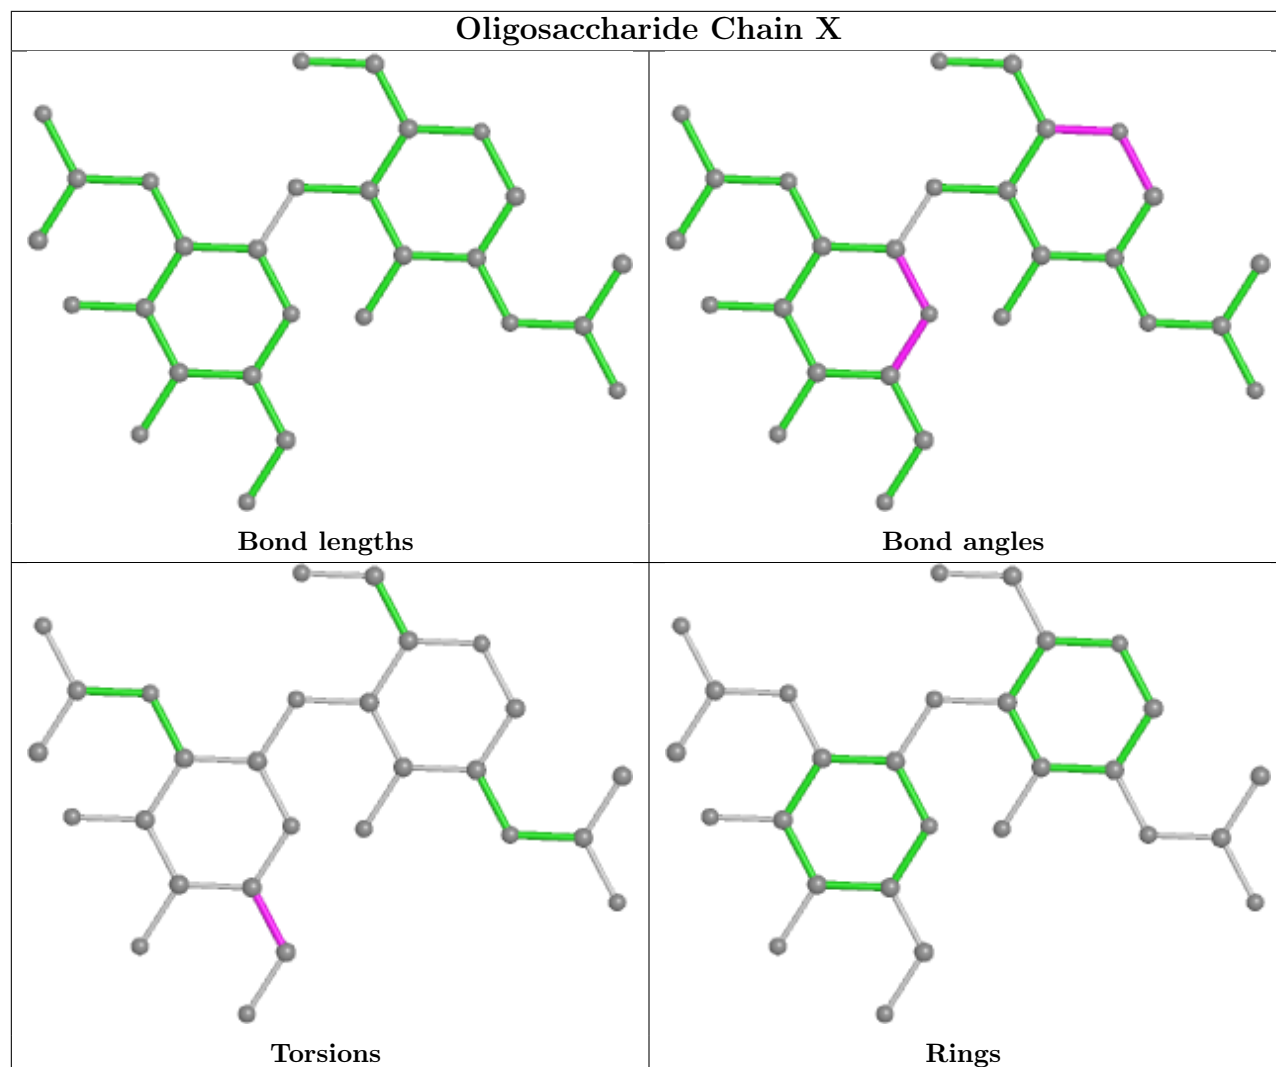 Oligosaccharide Chain X
Bond lengths
Bond angles
Torsions
Rings